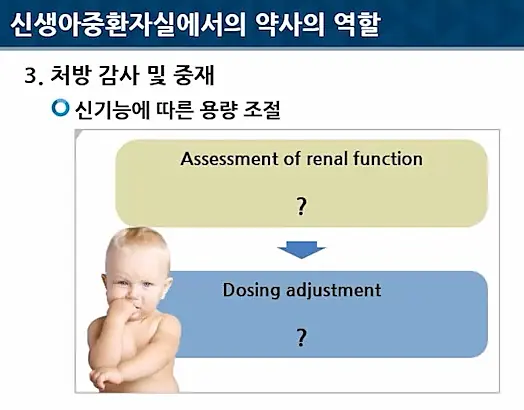 신생아중환자실에서의 약사의 역할
3. 처방 감사 및 중재
신기능에 따른 용량 조절
Assessment of renal function
?
Dosing adjustment
?